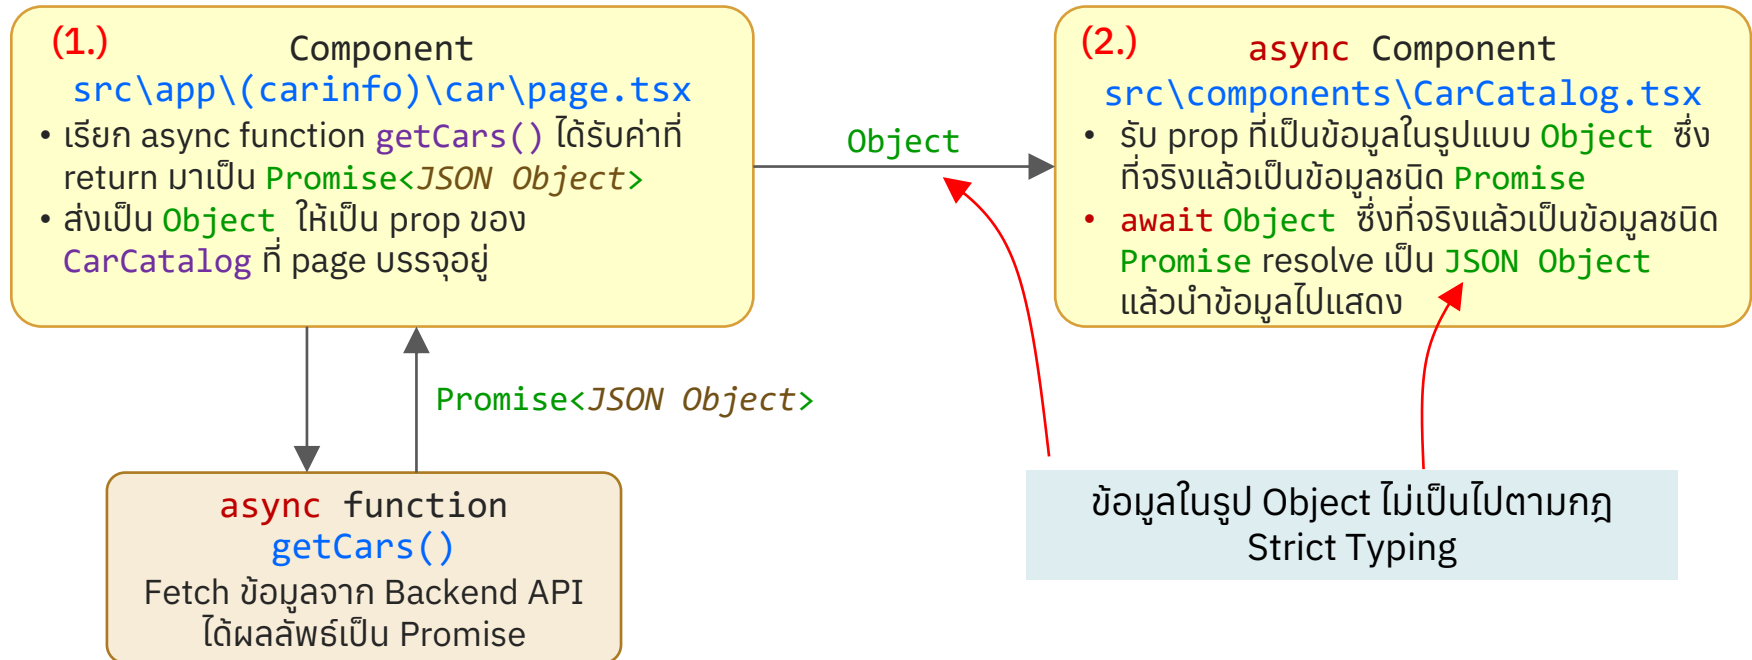 (1.)
Component
src\app\(carinfo)\car\page.tsx
• เรียก async function getCars() ได้รับค่าที่
return มาเป็น Promise<JSON Object>
• ส่งเป็น Object ให้เป็น prop ของ
CarCatalog ที่ page บรรจุอยู่
Object
(2.)
async Component
src\components\CarCatalog.tsx
• รับ prop ที่เป็นข้อมูลในรูปแบบ Object ซึ่ง
ที่จริงแล้วเป็นข้อมูลชนิด Promise
• await Object ซึ่งที่จริงแล้วเป็นข้อมูลชนิด
Promise resolve เป็น JSON Object
แล้วนำข้อมูลไปแสดง
Promise<JSON Object>
async function
getCars()
Fetch ข้อมูลจาก Backend API
ได้ผลลัพธ์เป็น Promise
ข้อมูลในรูป Object ไม่เป็นไปตามกฎ
Strict Typing